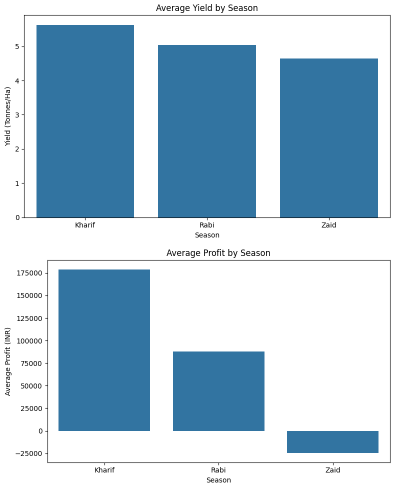 Average Yield by Season
Yield (Tonnes/Ha)
5
4
3
2
1
0
Kharif Rabi Zaid
Season
Average Profit by Season
Average Profit (INR)
175000
150000
125000
100000
75000
50000
25000
0
−25000
Kharif Rabi Zaid
Season